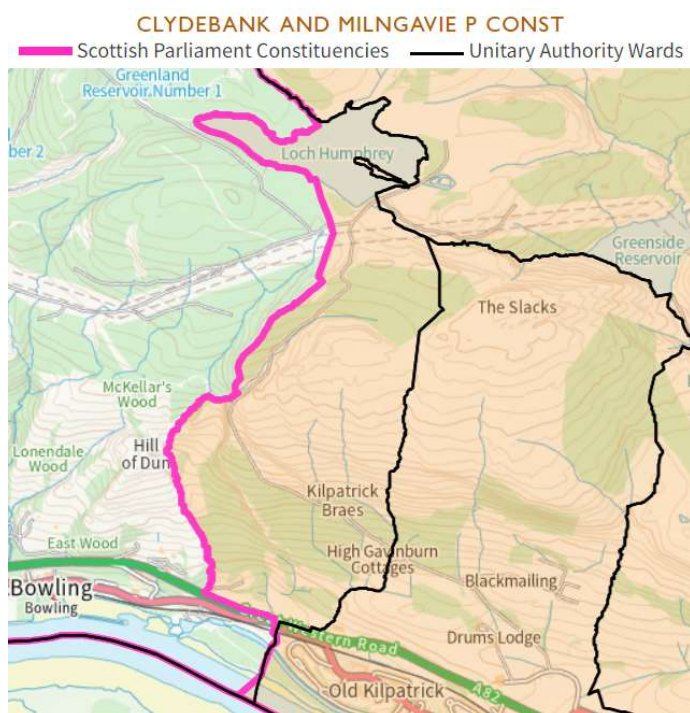 CLYDEBANK AND MILNGAVIE P CONST
Scottish Parliament Constituencies
Unitary Authority Wards
Greenland
Reservoir Number 1
ber 2
Loch Humphrey
Greenside
Reservoir
The Slacks
McKellar's
Wood
Hill
of Dun
Lonendale
Wood
Kilpatrick
Braes
East Wood
High Gavinburn
Cottages
Blackmailing
Bowling
Bowling
Great Western Road
Drums Lodge
Old Kilpatrick
A82